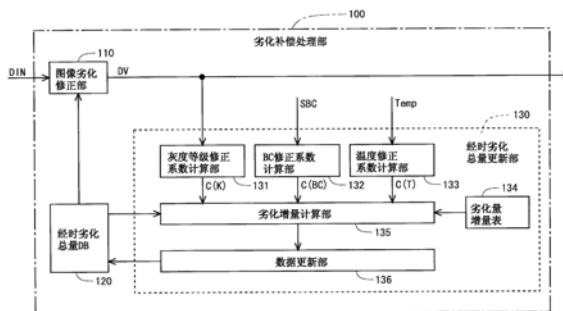 100
劣化补偿处理部
110
DIN
图像劣化
修正部
DV
SBC
Temp
130
经时劣化
总量更新部
灰度等级修正
系数计算部
131
BC修正系数
计算部
132
温度修正系
数计算部
133
134
C(K)
C(BC)
C(T)
劣化量
增量表
劣化增量计算部
135
经时劣化
总量DB
120
数据更新部
136